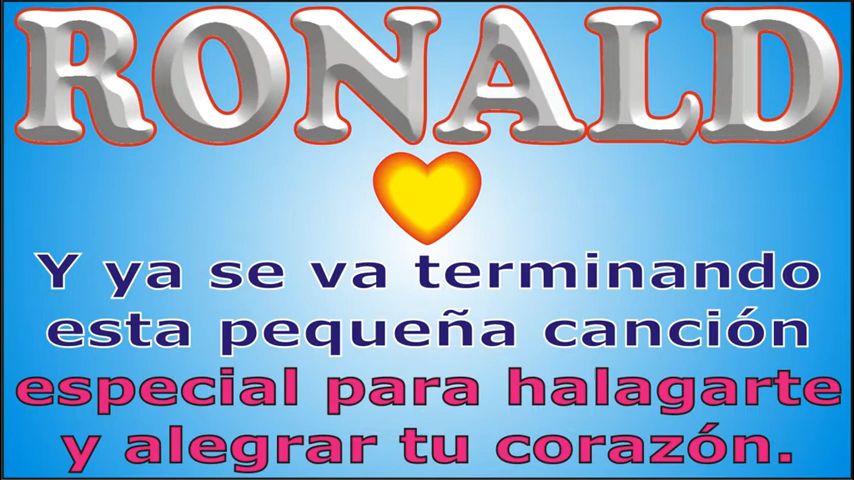 RONALD
Y ya se va terminando
esta pequeña canción
especial para halagarte
y alegrar tu corazón.